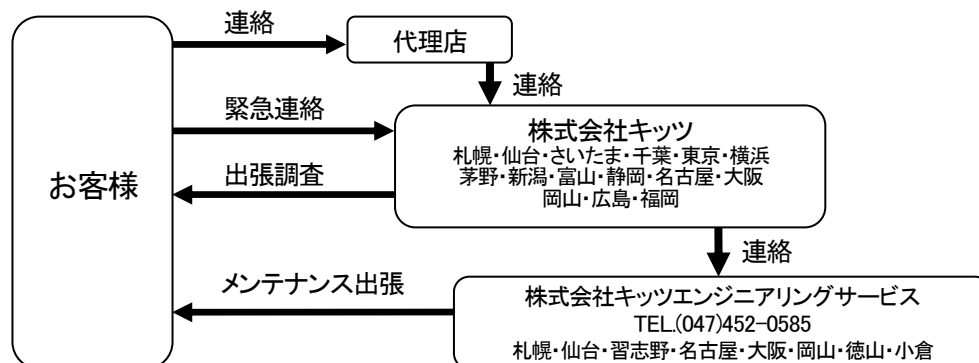 お客様
連絡
代理店
連絡
緊急連絡
株式会社キッツ
札幌・仙台・さいたま・千葉・東京・横浜
茅野・新潟・富山・静岡・名古屋・大阪
岡山・広島・福岡
出張調査
連絡
メンテナンス出張
株式会社キッツエンジニアリングサービス
TEL.(047)452-0585
札幌・仙台・習志野・名古屋・大阪・岡山・徳山・小倉